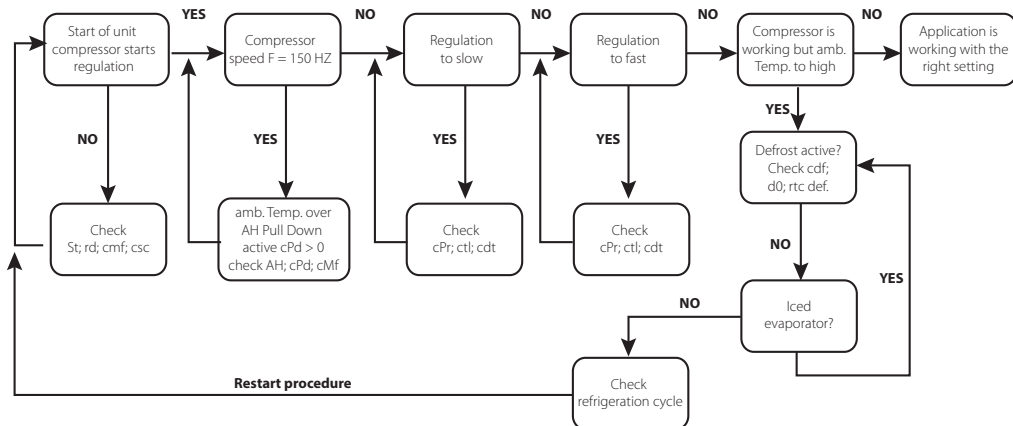 YES
NO
NO
NO
NO
Start of unit
compressor starts
regulation
Compressor
speed F = 150 HZ
Regulation
to slow
Regulation
to fast
Compressor is
working but amb.
Temp. to high
Application is
working with the
right setting
NO
YES
YES
YES
YES
Defrost active?
Check cdf;
d0; rtc def.
Check
St; rd; cmf; csc
amb. Temp. over
AH Pull Down
active cPd > 0
check AH; cPd; cMf
Check
cPr; ctl; cdt
Check
cPr; ctl; cdt
NO
YES
NO
Iced
evaporator?
Restart procedure
Check
refrigeration cycle